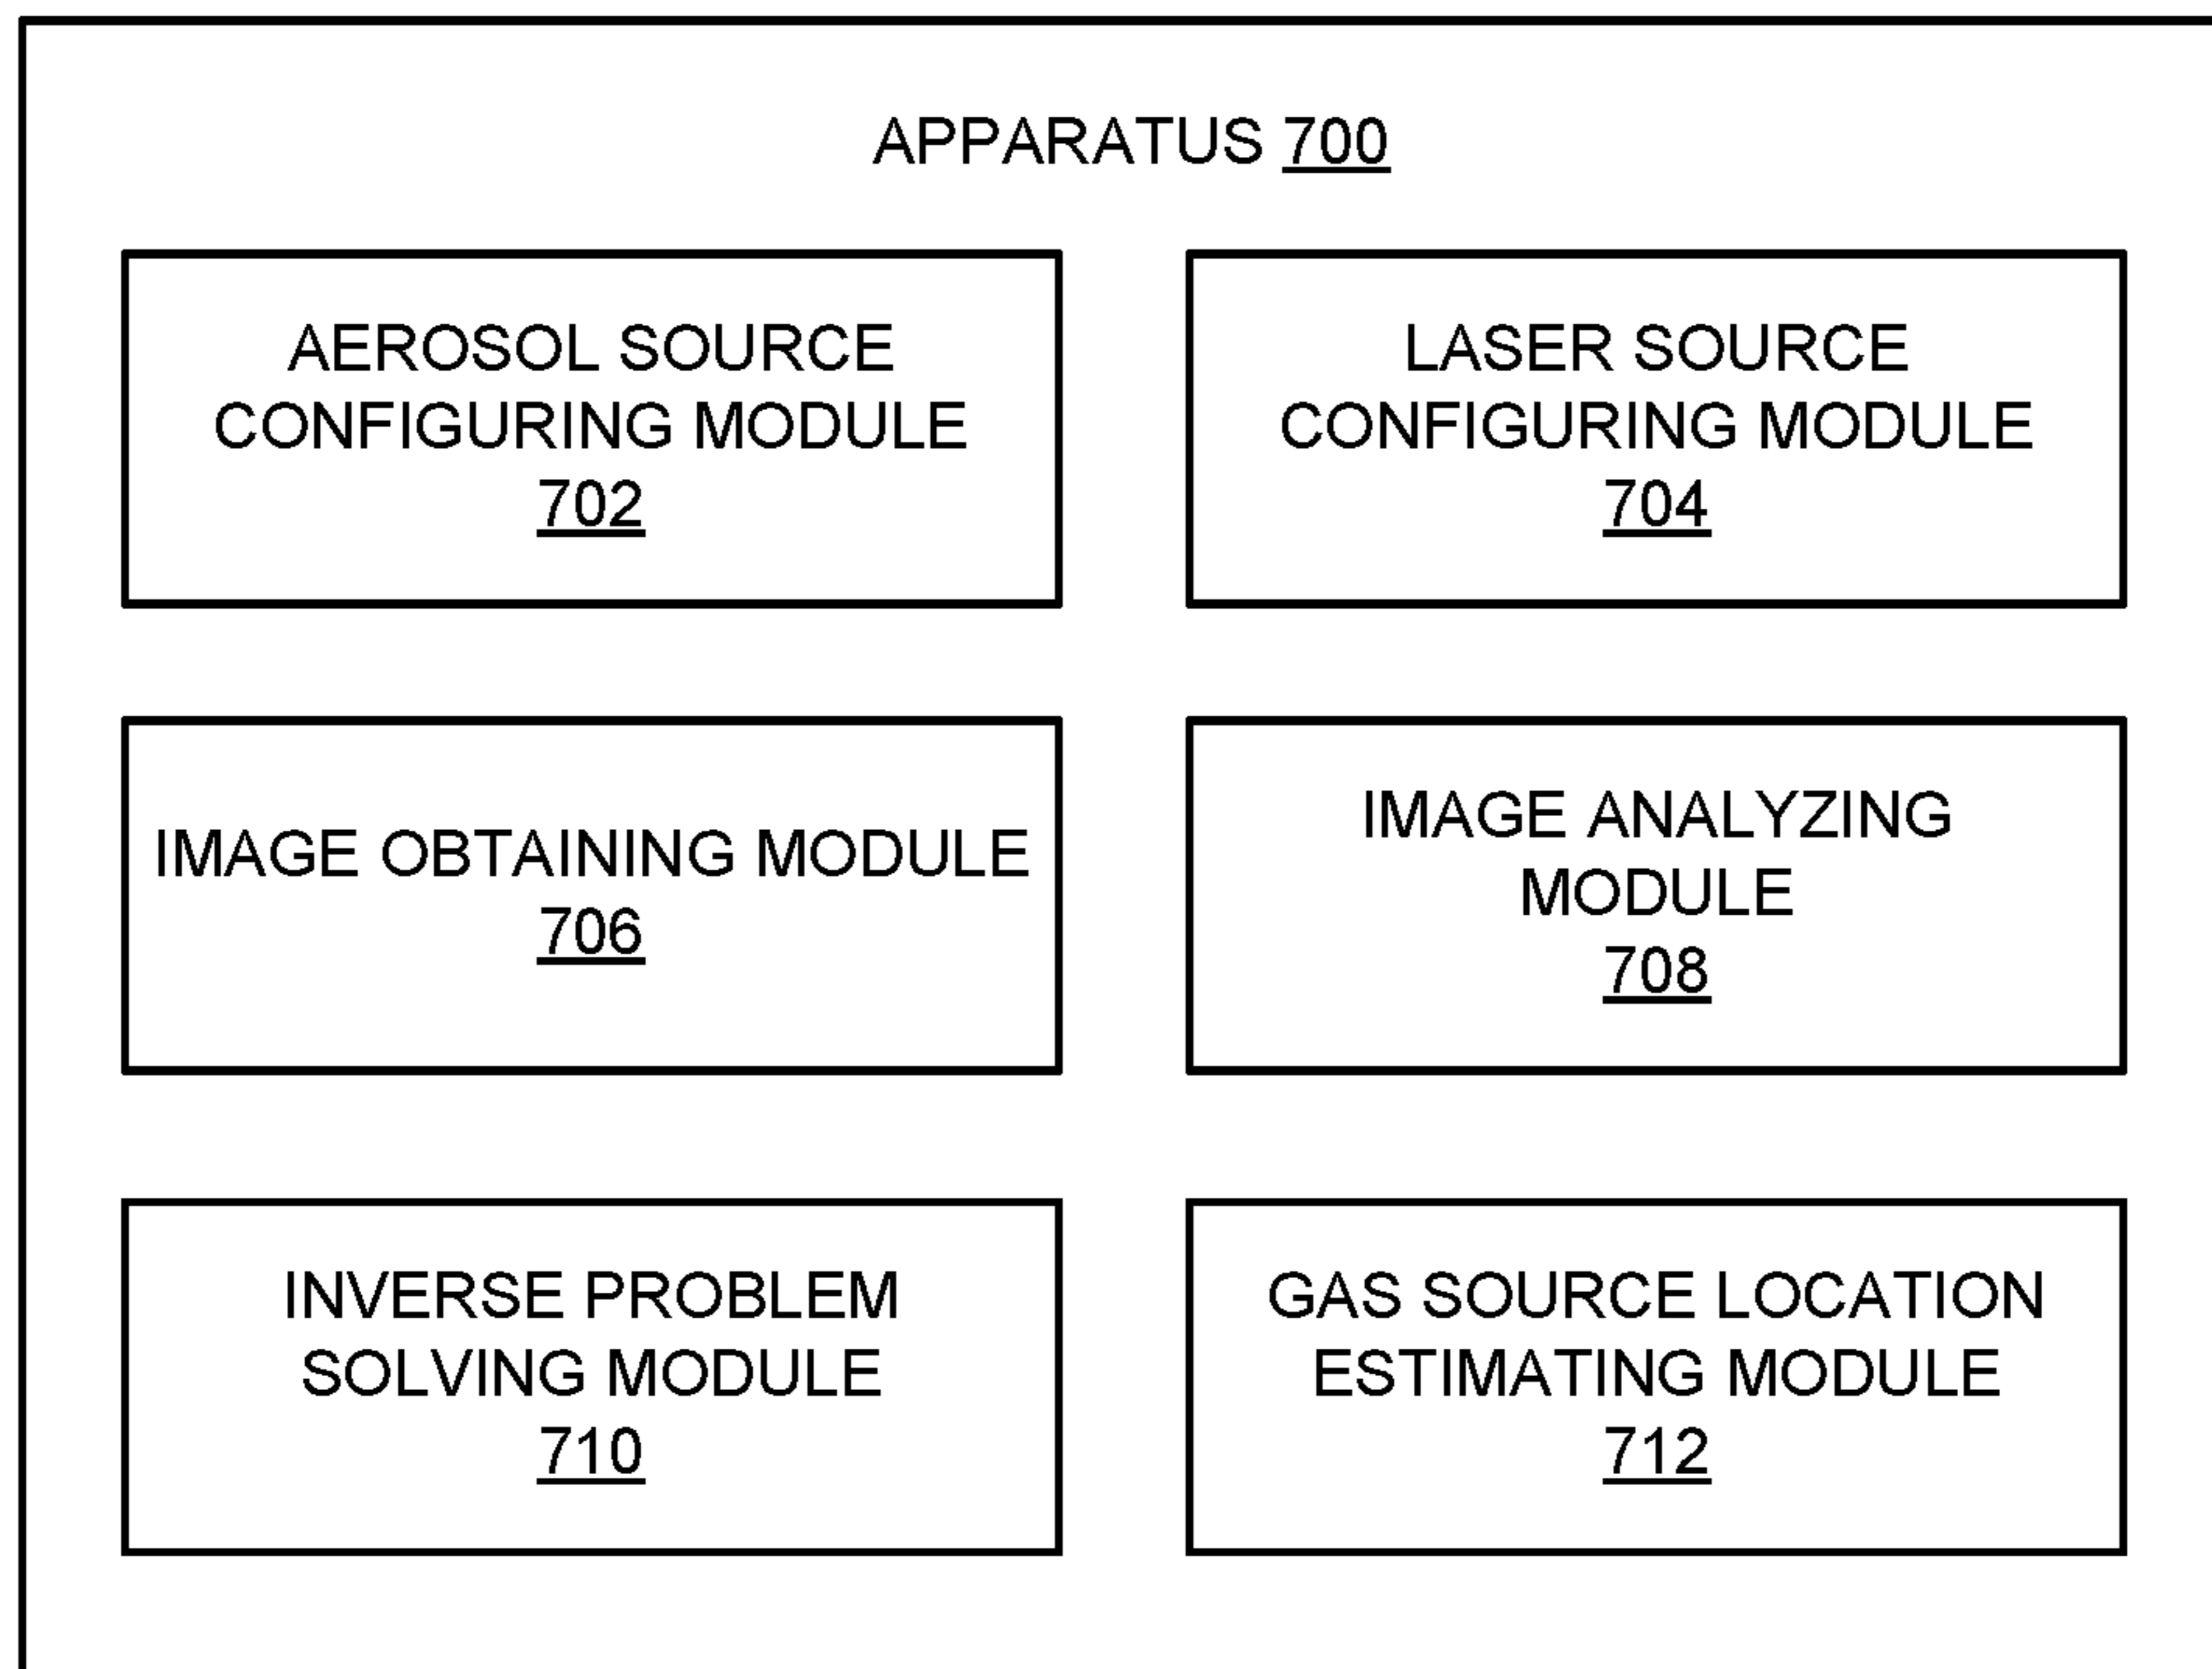 APPARATUS 700
AEROSOL SOURCE
CONFIGURING MODULE
702
LASER SOURCE
CONFIGURING MODULE
704
IMAGE OBTAINING MODULE
706
IMAGE ANALYZING
MODULE
708
INVERSE PROBLEM
SOLVING MODULE
710
GAS SOURCE LOCATION
ESTIMATING MODULE
712